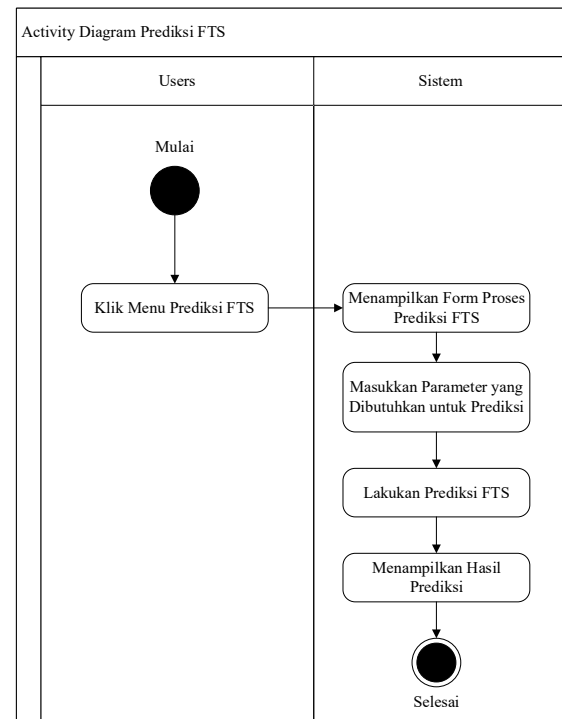 Activity Diagram Prediksi FTS
Users
Sistem
Mulai
Klik Menu Prediksi FTS
Menampilkan Form Proses
Prediksi FTS
Masukkan Parameter yang
Dibutuhkan untuk Prediksi
Lakukan Prediksi FTS
Menampilkan Hasil
Prediksi
Selesai